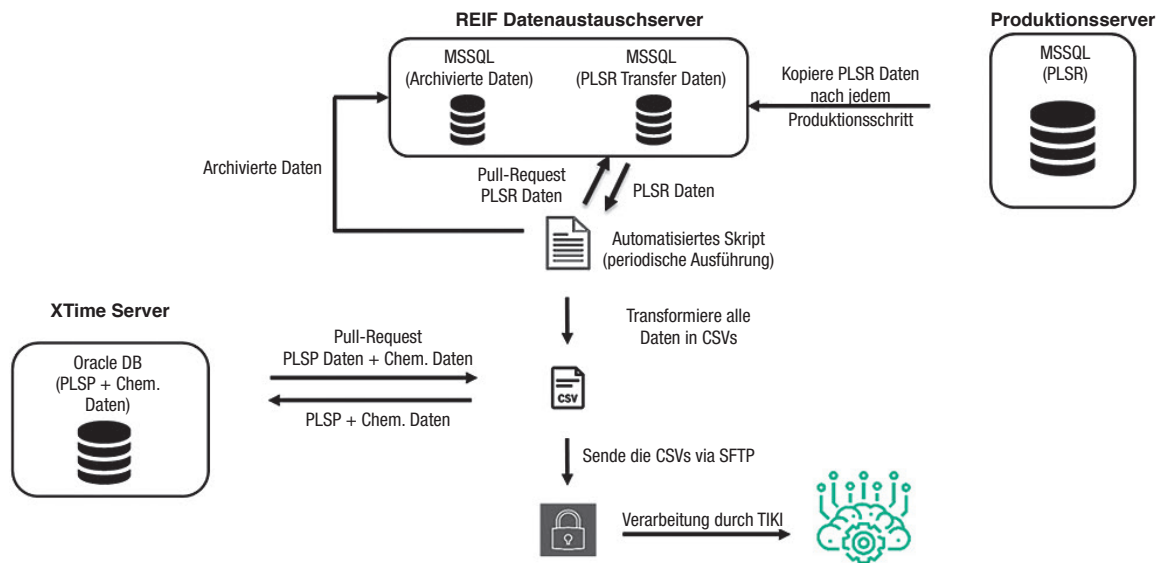 REIF Datenaustauschserver
Produktionsserver
MSSQL
(Archivierte Daten)
MSSQL
(PLSR Transfer Daten)
Kopiere PLSR Daten
nach jedem
Produktionsschritt
MSSQL
(PLSR)
Archivierte Daten
Pull-Request
PLSR Daten
PLSR Daten
Automatisiertes Skript
(periodische Ausführung)
XTime Server
Transformiere alle
Daten in CSVs
Oracle DB
(PLSP + Chem.
Daten)
Pull-Request
PLSP Daten + Chem. Daten
PLSP + Chem. Daten
CSV
Sende die CSVs via SFTP
Verarbeitung durch TIKI